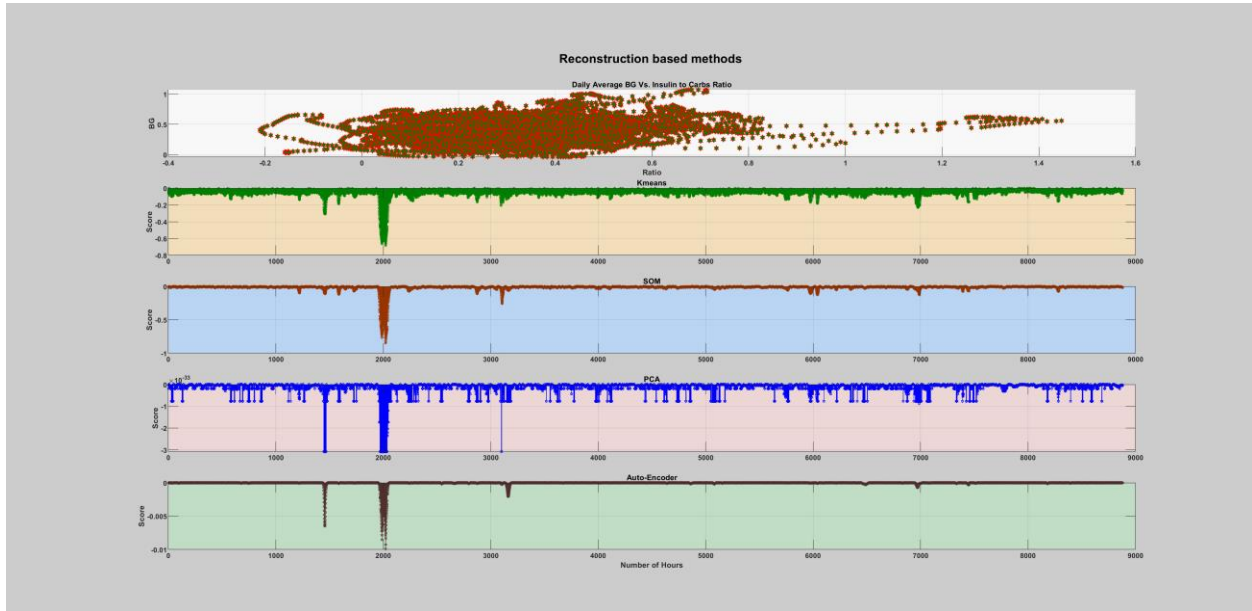 Reconstruction based methods
Daily Average BG Vs. Insulin to Carbs Ratio
BG
1
0.5
0
-0.4 -0.2 0 0.2 0.4 0.6 0.8 1 1.2 1.4 1.6
Ratio
Kmeans
Score
0
-0.2
-0.4
-0.6
-0.8
0 1000 2000 3000 4000 5000 6000 7000 8000 9000
SOM
Score
0
-0.5
-1
0 1000 2000 3000 4000 5000 6000 7000 8000 9000
PCA
× 10⁻³³
Score
0
-1
-2
-3
0 1000 2000 3000 4000 5000 6000 7000 8000 9000
Auto-Encoder
Score
0
-0.005
-0.01
0 1000 2000 3000 4000 5000 6000 7000 8000 9000
Number of Hours